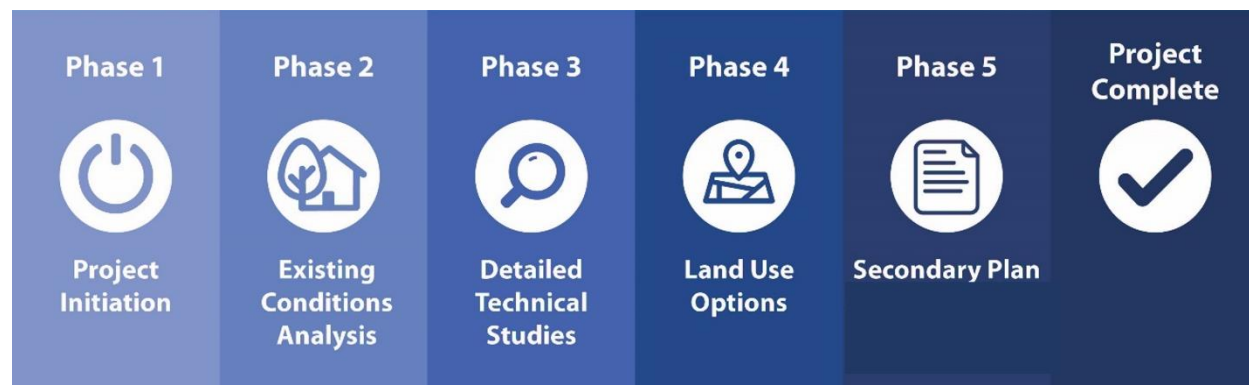 Phase 1
Project
Initiation
Phase 2
Existing
Conditions
Analysis
Phase 3
Detailed
Technical
Studies
Phase 4
Land Use
Options
Phase 5
Secondary Plan
Project
Complete